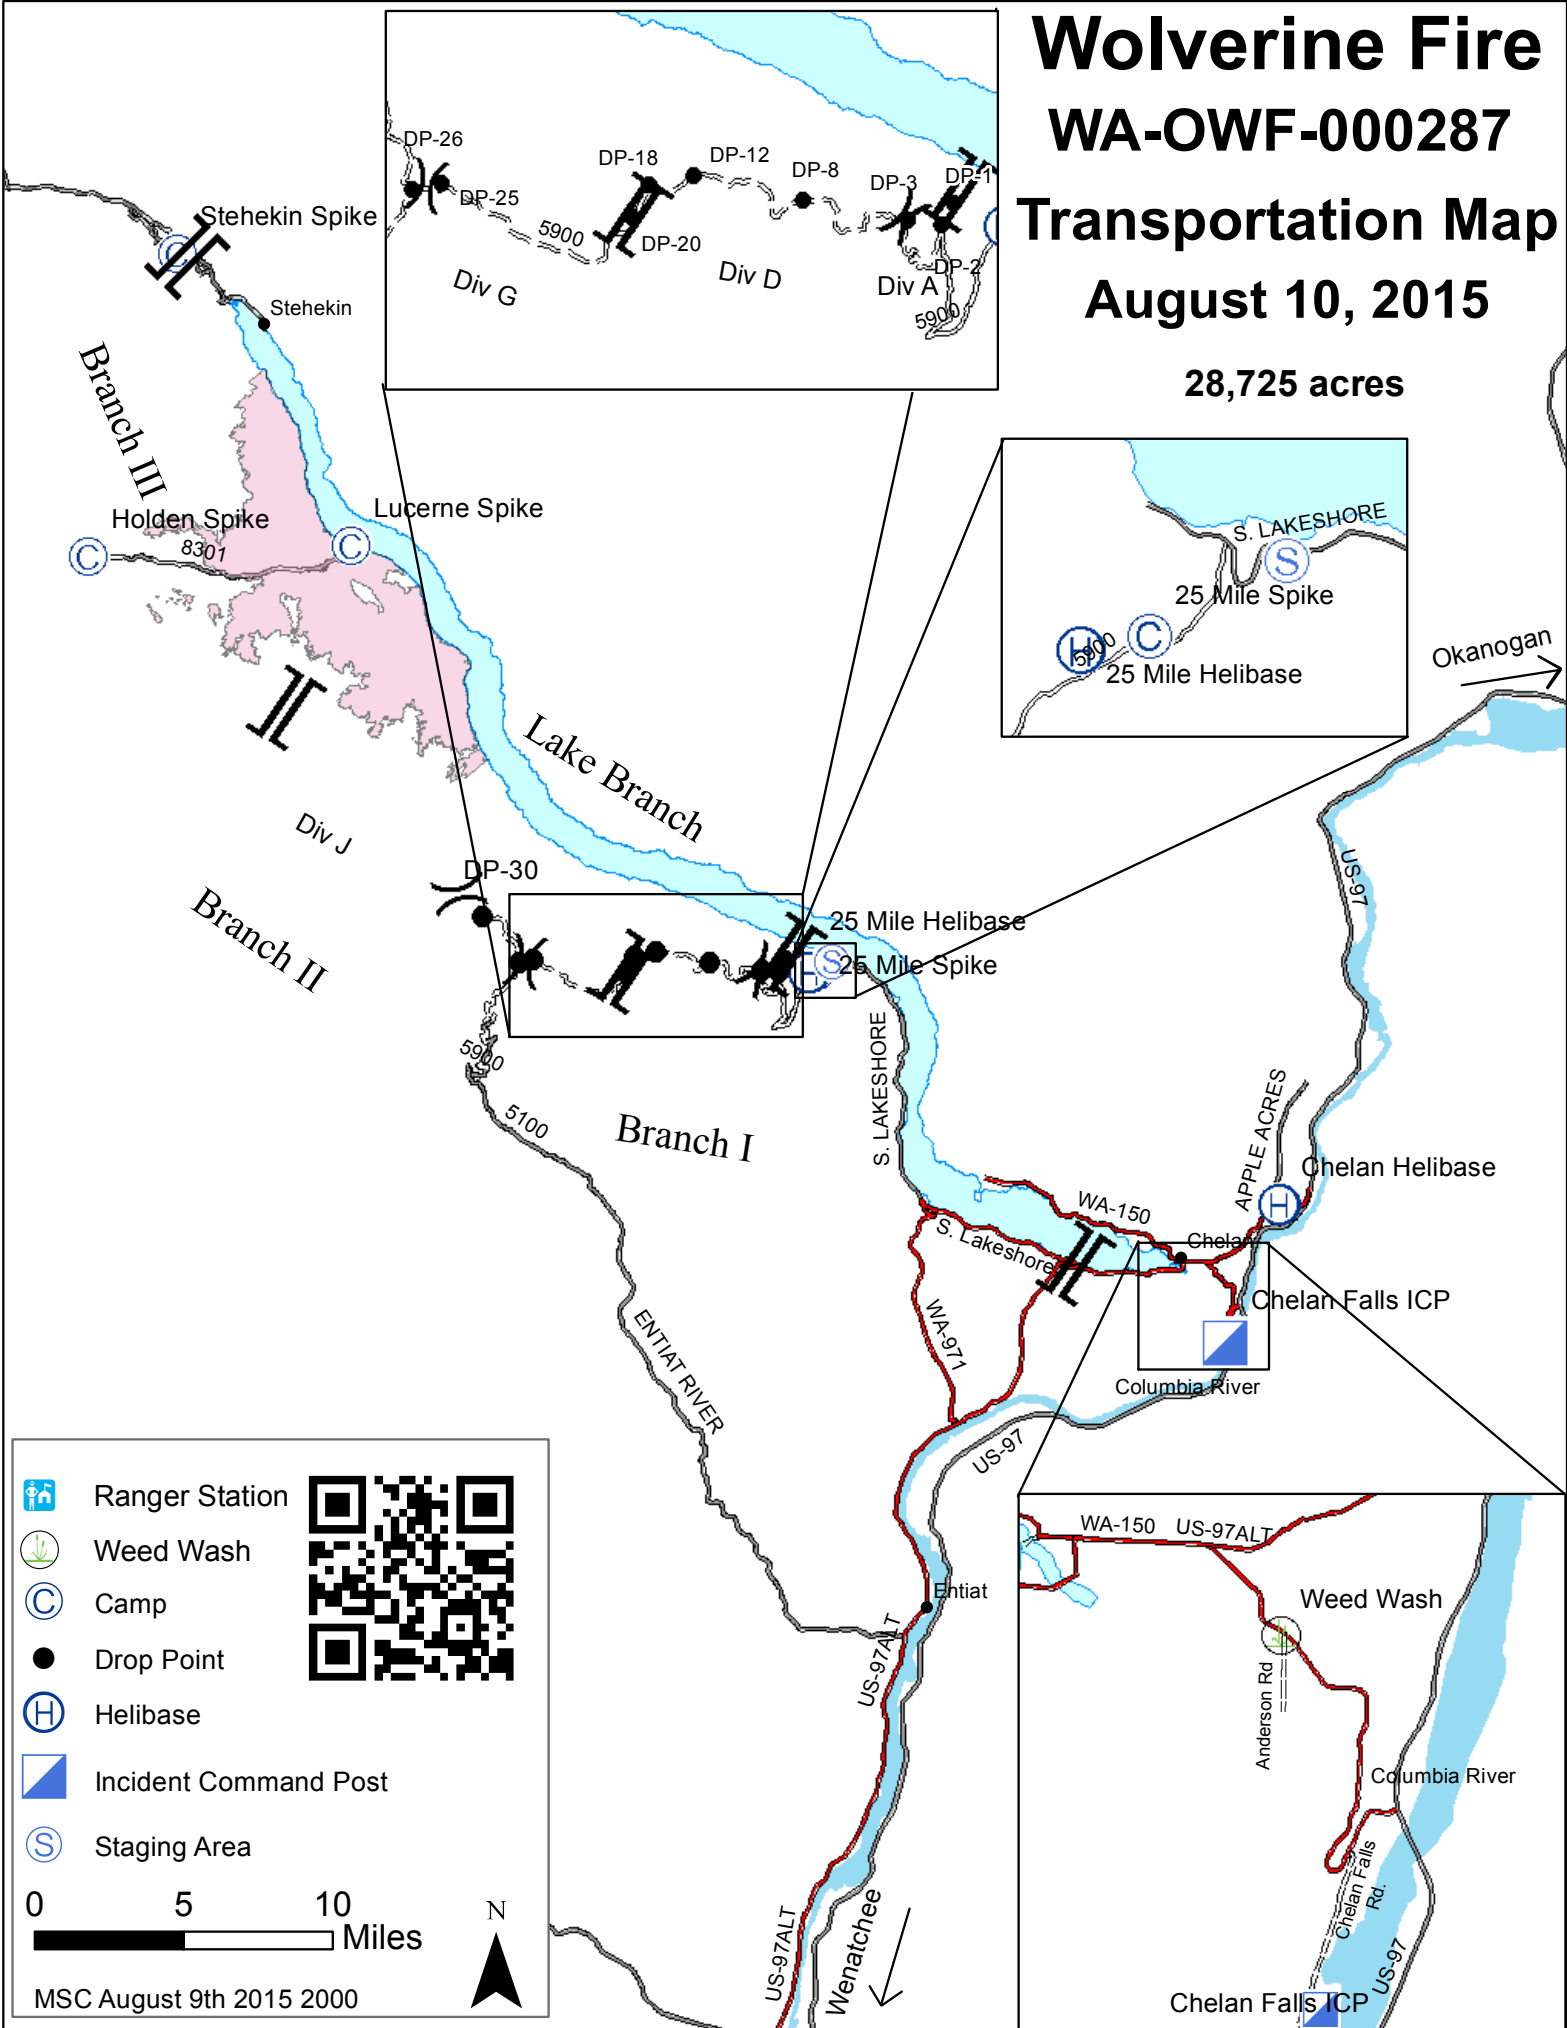 Wolverine Fire
WA-OWF-000287
Transportation Map
August 10, 2015
28,725 acres
DP-26
DP-25
5900
DP-18
DP-20
DP-12
DP-8
DP-3
DP-1
DP-2
Div G
Div D
Div A
5900
Stehekin Spike
Stehekin
Branch III
Holden Spike
8301
Lucerne Spike
S. LAKESHORE
25 Mile Spike
5900
25 Mile Helibase
Okanogan
Lake Branch
Div J
Branch II
DP-30
25 Mile Helibase
25 Mile Spike
US-97
5900
5100
Branch I
S. LAKESHORE
APPLE ACRES
Chelan Helibase
WA-150
S. Lakeshore
Chelan
Chelan Falls ICP
WA-971
ENTIAT RIVER
Columbia River
US-97
Entiat
US-97ALT
US-97ALT
Wenatchee
WA-150
US-97ALT
Weed Wash
Anderson Rd
Columbia River
Chelan Falls
Rd.
US-97
Chelan Falls ICP
Ranger Station
Weed Wash
C Camp
Drop Point
H Helibase
Incident Command Post
S Staging Area
0 5 10
Miles
N
MSC August 9th 2015 2000